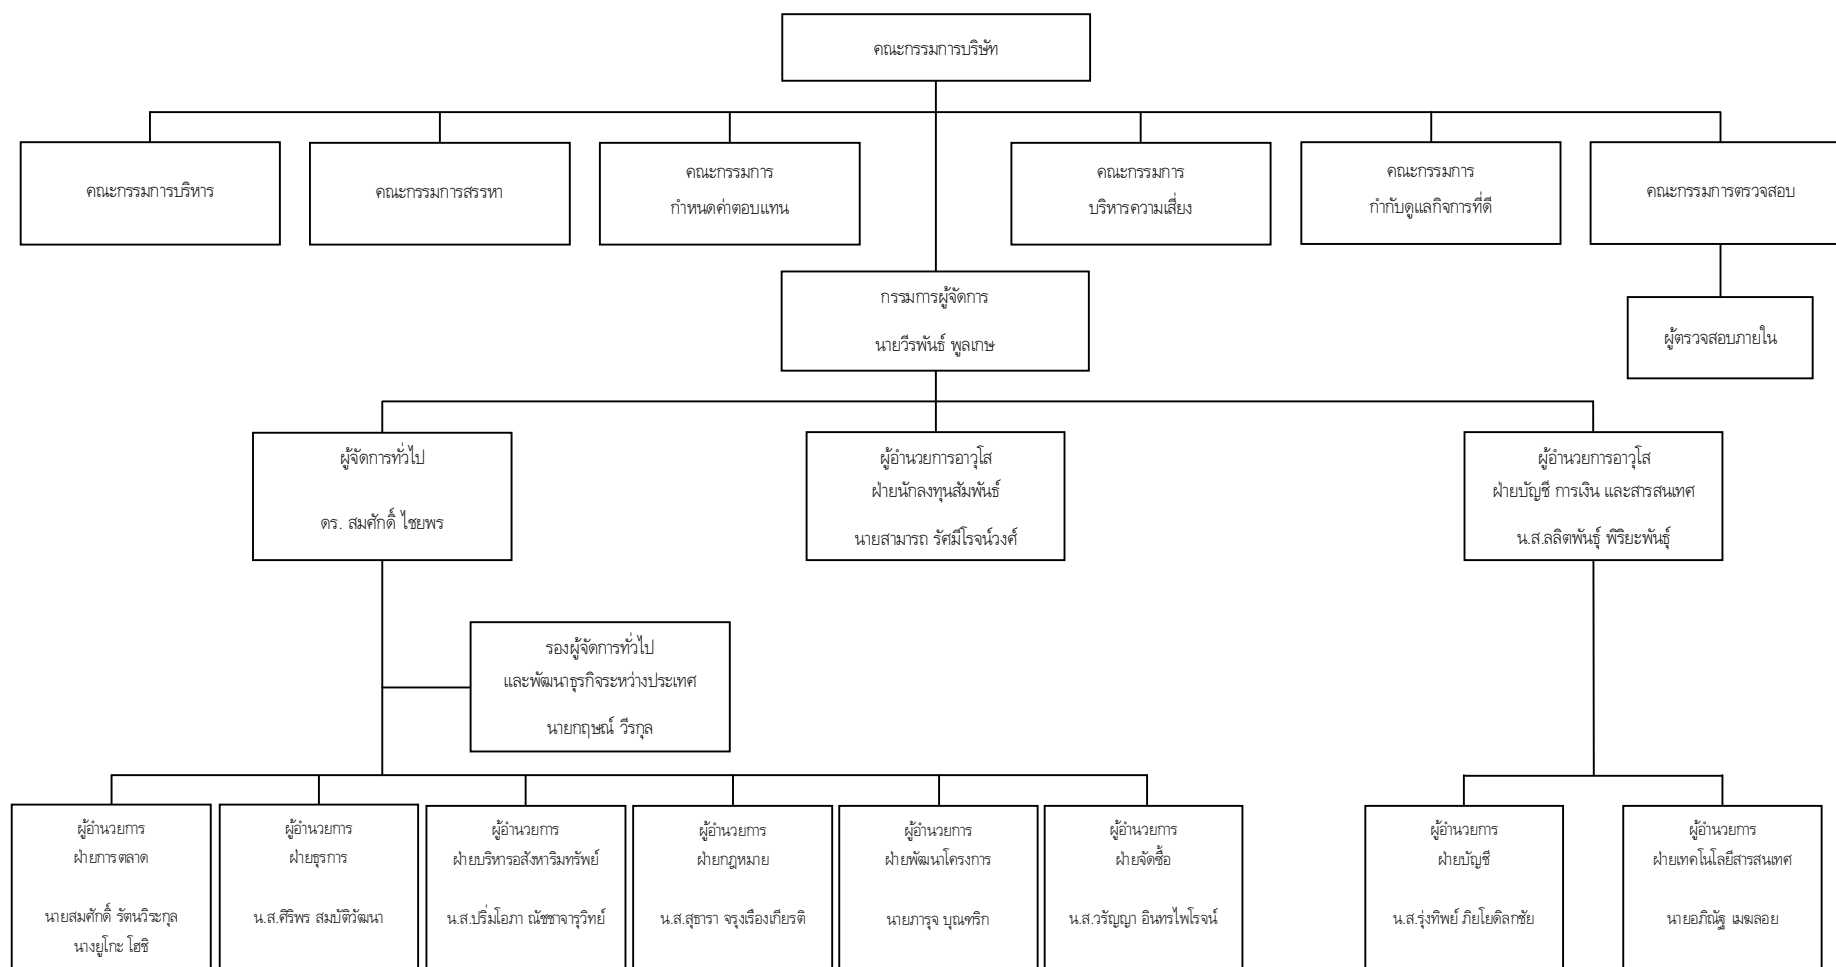 คณะกรรมการบริษัท
คณะกรรมการบริหาร
คณะกรรมการสรรหา
คณะกรรมการ
กำหนดค่าตอบแทน
คณะกรรมการ
บริหารความเสี่ยง
คณะกรรมการ
กำกับดูแลกิจการที่ดี
คณะกรรมการตรวจสอบ
กรรมการผู้จัดการ
นายวีรพันธ์ พูลเกษ
ผู้ตรวจสอบภายใน
ผู้จัดการทั่วไป
ดร. สมศักดิ์ ไชยพร
ผู้อำนวยการอาวุโส
ฝ่ายนักลงทุนสัมพันธ์
นายสามารถ รัศมีโรจน์วงศ์
ผู้อำนวยการอาวุโส
ฝ่ายบัญชี การเงิน และสารสนเทศ
น.ส.ลลิตพันธุ์ พิริยะพันธุ์
รองผู้จัดการทั่วไป
และพัฒนาธุรกิจระหว่างประเทศ
นายกฤษณ์ วีรกุล
ผู้อำนวยการ
ฝ่ายการตลาด
นายสมศักดิ์ รัตนวิระกุล
นางยูโกะ โฮชิ
ผู้อำนวยการ
ฝ่ายธุรการ
น.ส.ศิริพร สมบัติวัฒนา
ผู้อำนวยการ
ฝ่ายบริหารอสังหาริมทรัพย์
น.ส.ปริ่มโอภา ณัชชาจารุวิทย์
ผู้อำนวยการ
ฝ่ายกฎหมาย
น.ส.สุธารา จรุงเรืองเกียรติ
ผู้อำนวยการ
ฝ่ายพัฒนาโครงการ
นายภารุจ บุณฑริก
ผู้อำนวยการ
ฝ่ายจัดซื้อ
น.ส.วรัญญา อินทรไพโรจน์
ผู้อำนวยการ
ฝ่ายบัญชี
น.ส.รุ่งทิพย์ ภิยโยดิลกชัย
ผู้อำนวยการ
ฝ่ายเทคโนโลยีสารสนเทศ
นายอภิณัฐ เมฆลอย